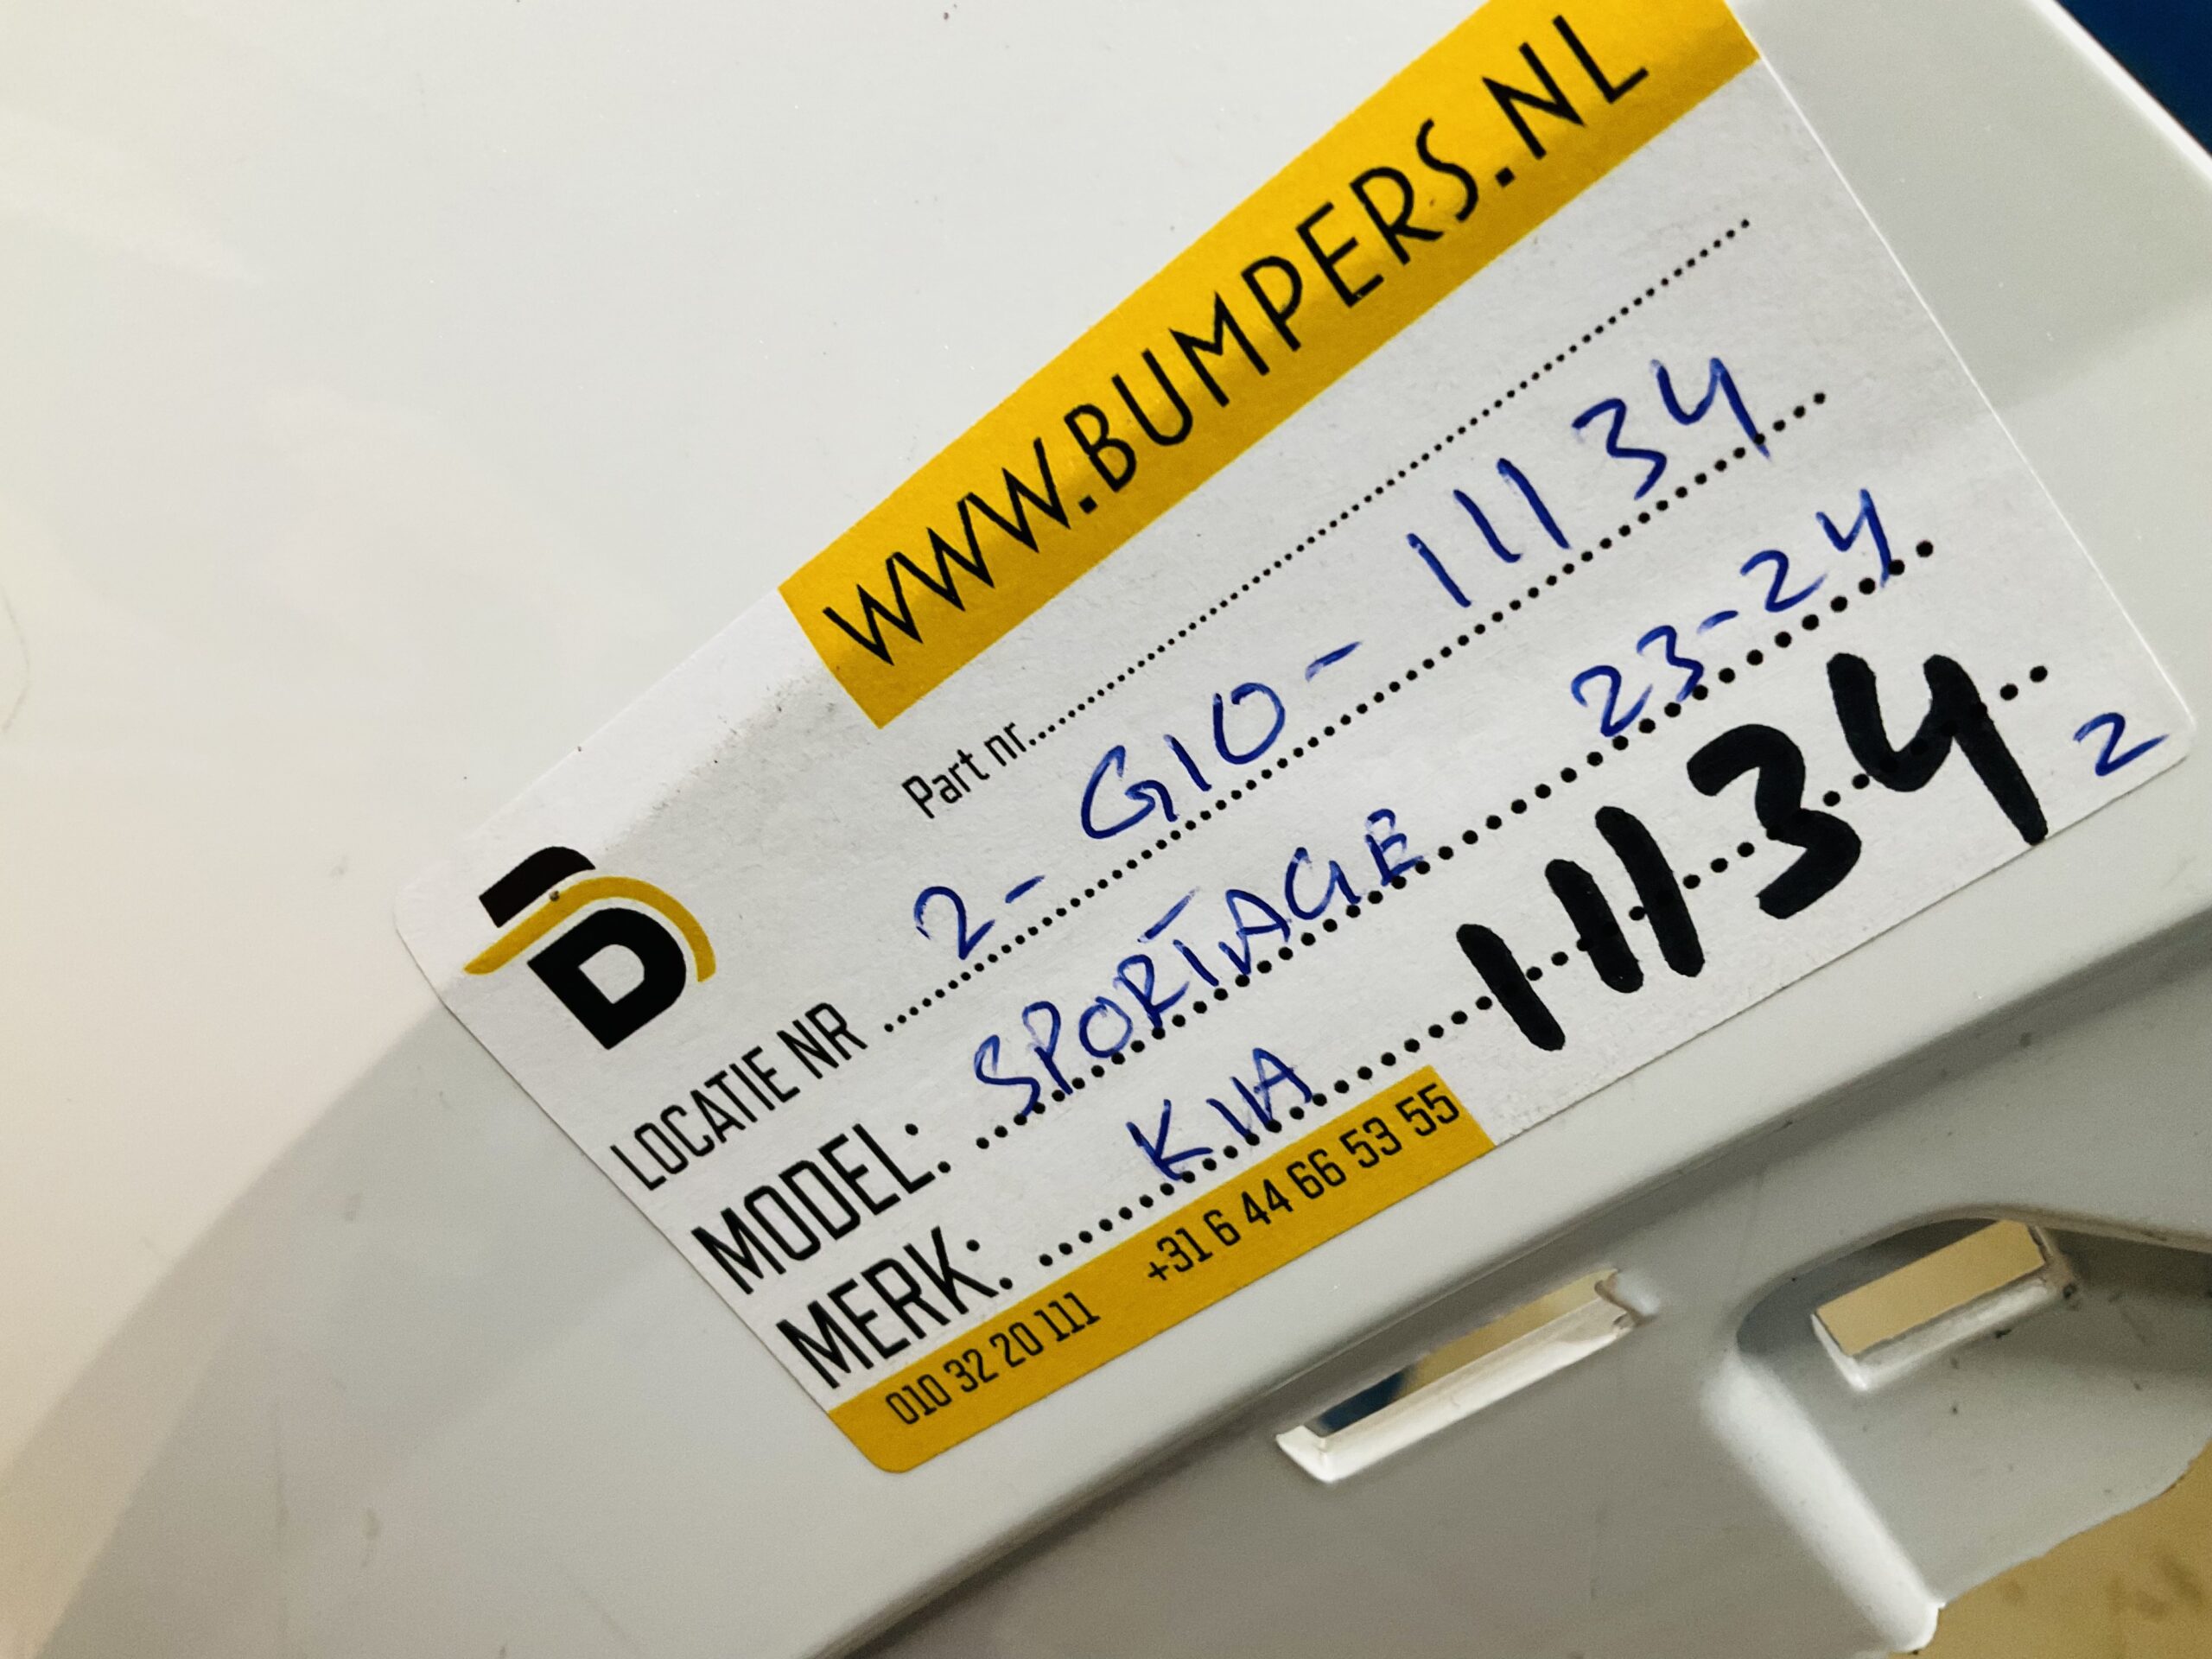 WWW.BUMPERS.NL
Part nr.
LOCATIE NR 2-G10-11134
MODEL: SPORTAGE 23-24
MERK: KIA 11134 2
010 32 20 111 +31 6 44 66 53 55